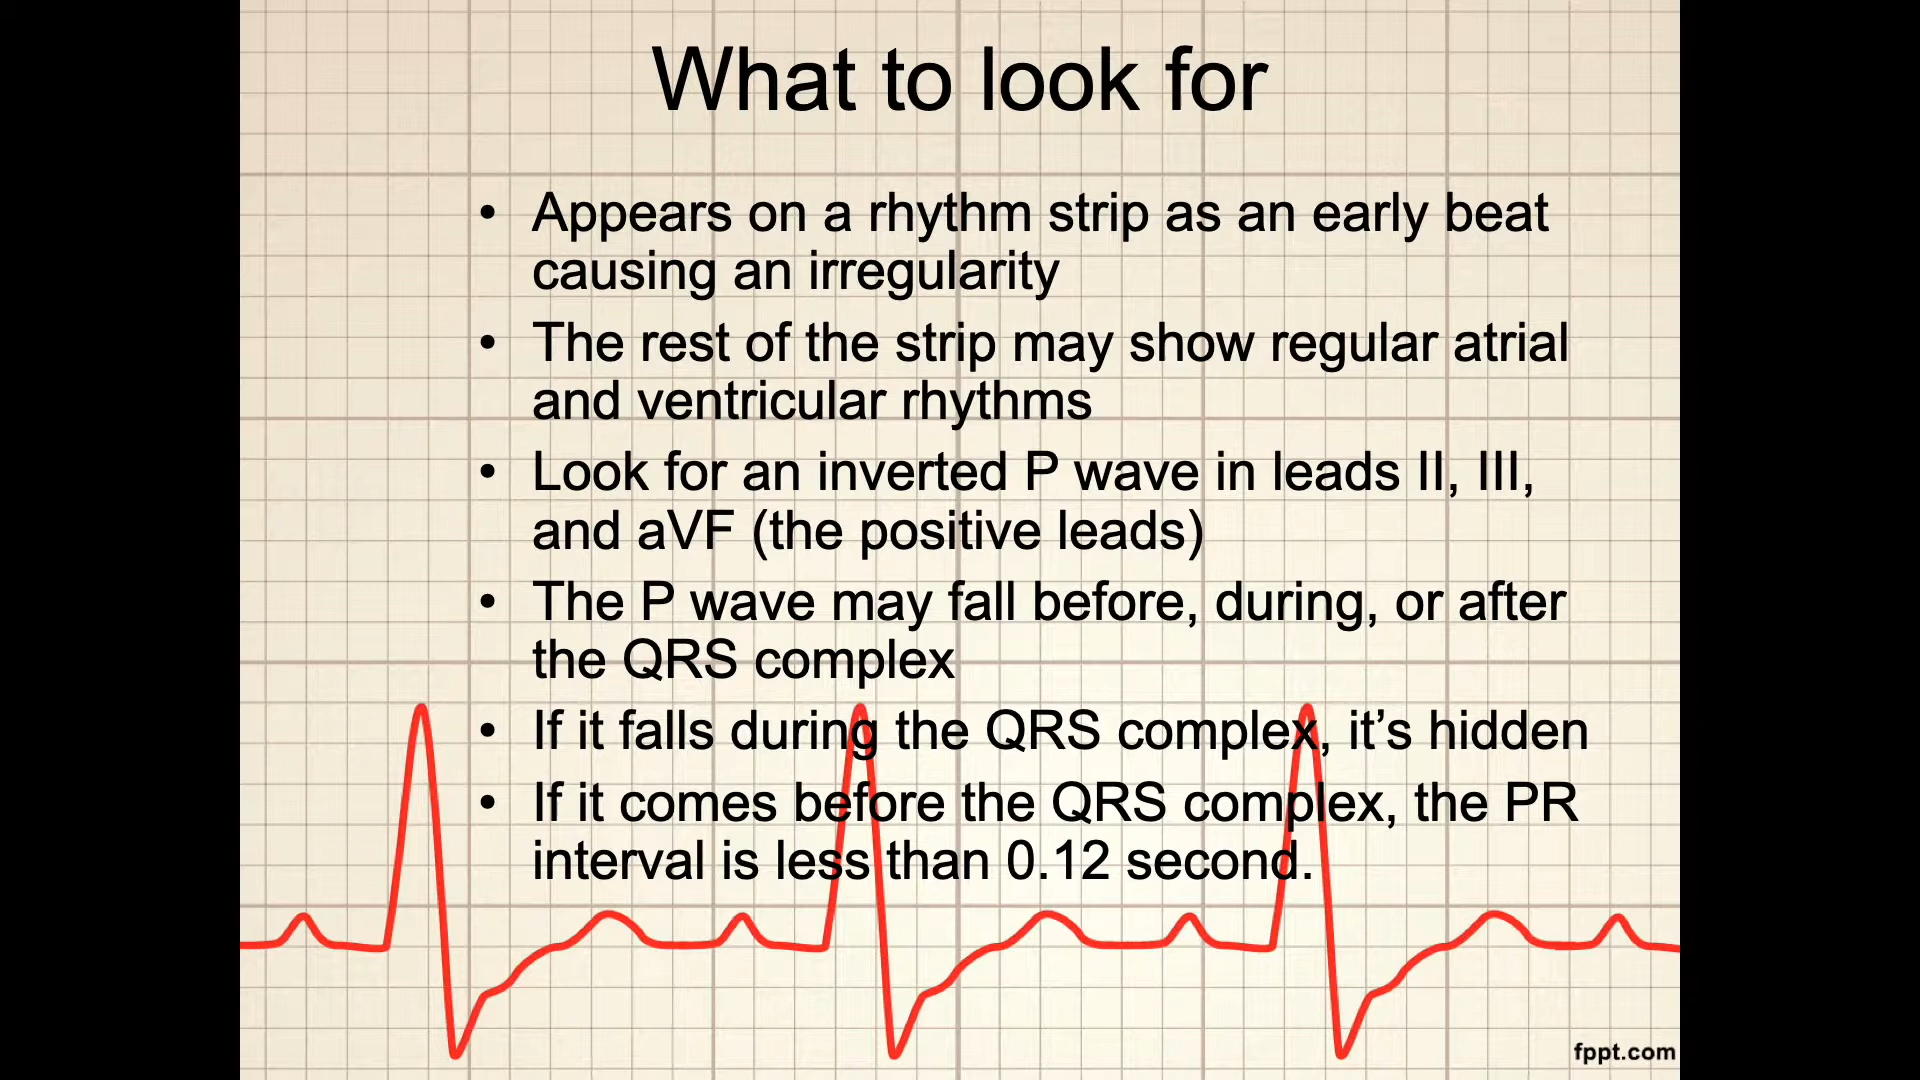 What to look for
• Appears on a rhythm strip as an early beat
causing an irregularity
• The rest of the strip may show regular atrial
and ventricular rhythms
• Look for an inverted P wave in leads II, III,
and aVF (the positive leads)
• The P wave may fall before, during, or after
the QRS complex
• If it falls during the QRS complex, it’s hidden
• If it comes before the QRS complex, the PR
interval is less than 0.12 second.
fppt.com